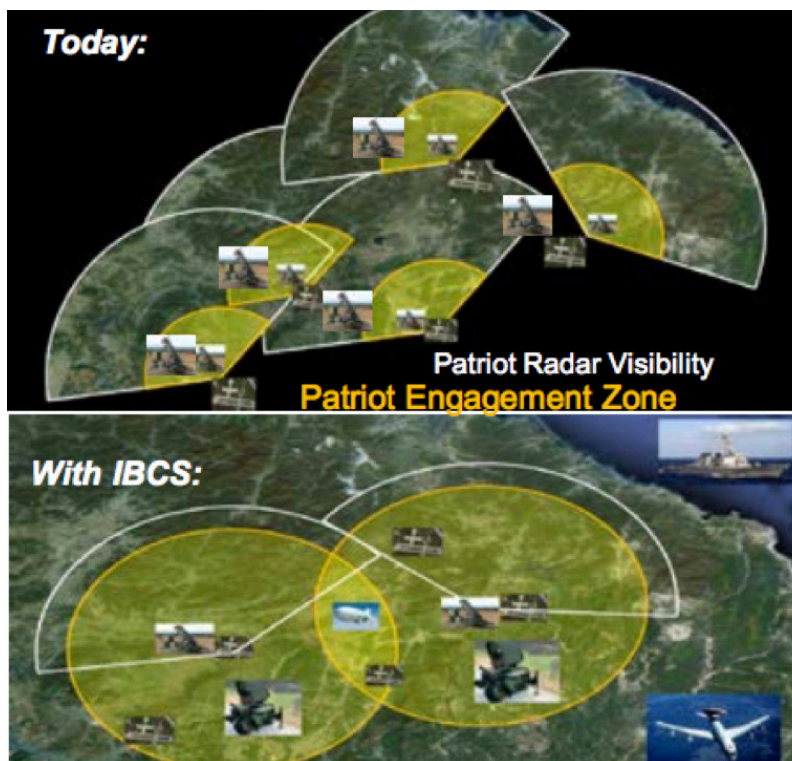 Today:
Patriot Radar Visibility
Patriot Engagement Zone
With IBCS: